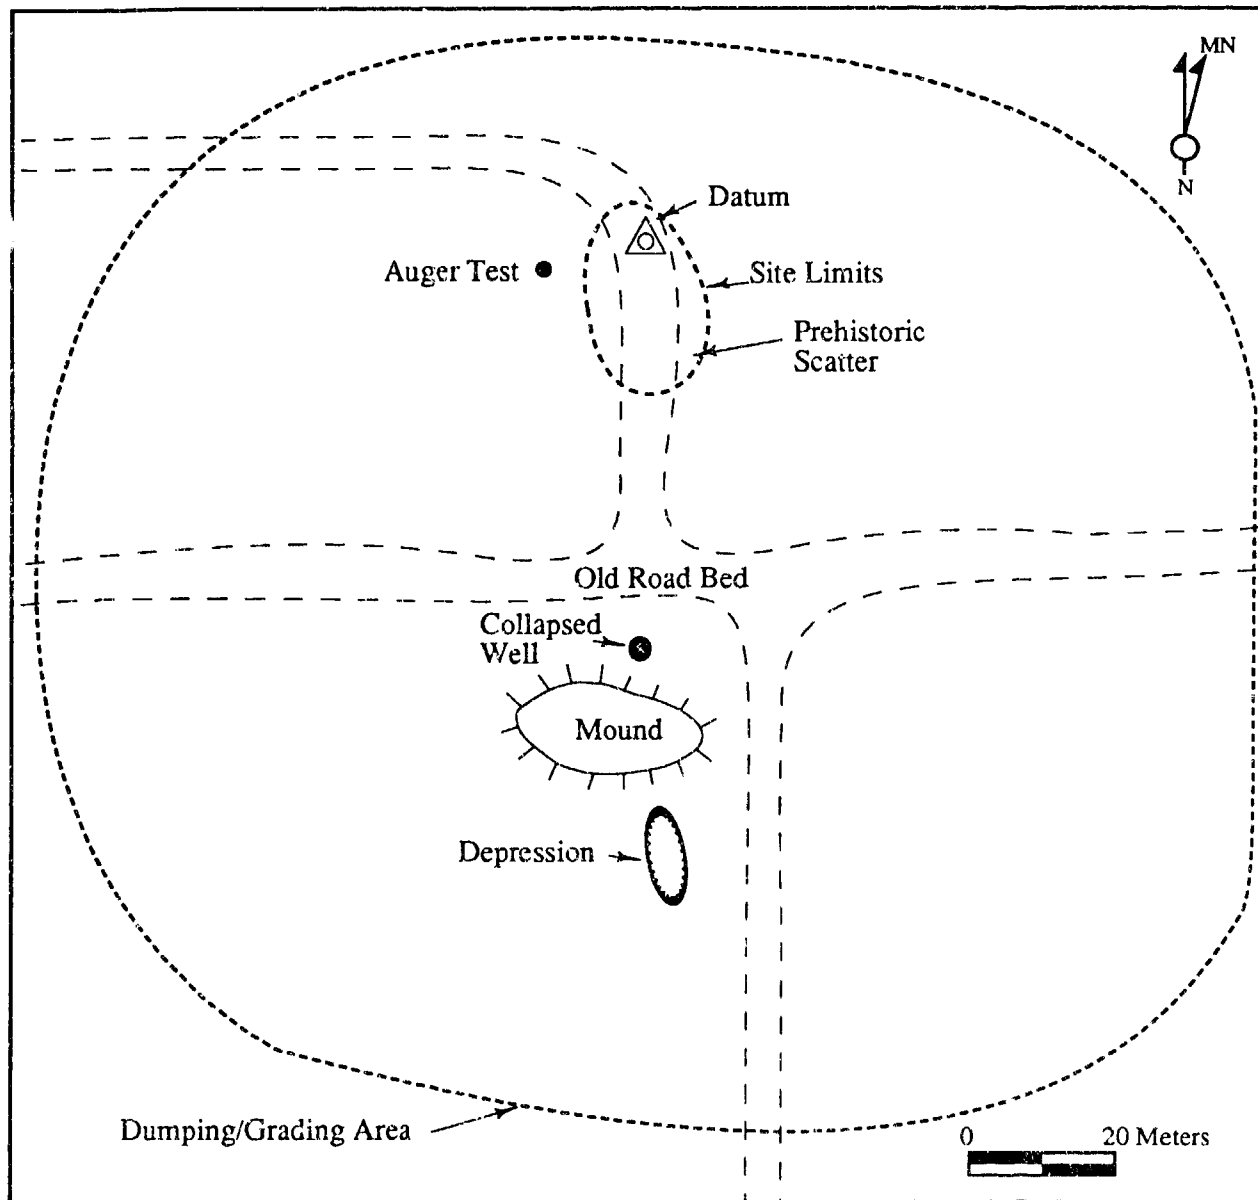 MN
N
Datum
Auger Test
Site Limits
Prehistoric
Scatter
Old Road Bed
Collapsed
Well
Mound
Depression
Dumping/Grading Area
0 20 Meters